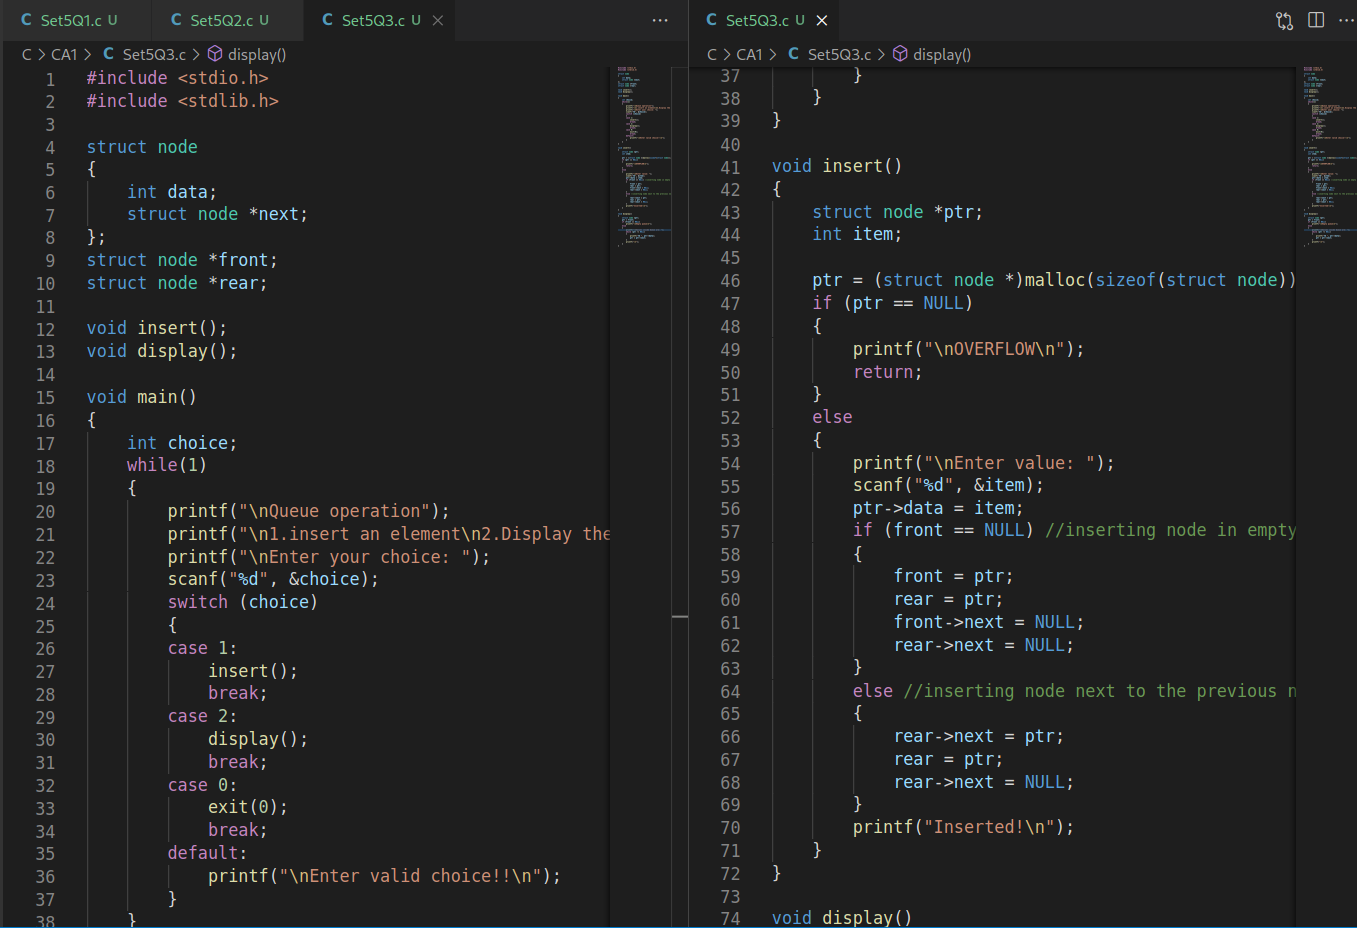 Set5Q1.c U
Set5Q2.c U
Set5Q3.c U
C > CA1 > C Set5Q3.c > display()
1 #include <stdio.h>
2 #include <stdlib.h>
3
4 struct node
5 {
6 int data;
7 struct node *next;
8 };
9 struct node *front;
10 struct node *rear;
11
12 void insert();
13 void display();
14
15 void main()
16 {
17 int choice;
18 while(1)
19 {
20 printf("\nQueue operation");
21 printf("\n1.insert an element\n2.Display the
22 printf("\nEnter your choice: ");
23 scanf("%d", &choice);
24 switch (choice)
25 {
26 case 1:
27 insert();
28 break;
29 case 2:
30 display();
31 break;
32 case 0:
33 exit(0);
34 break;
35 default:
36 printf("\nEnter valid choice!!\n");
37 }
38 }
Set5Q3.c U
C > CA1 > C Set5Q3.c > display()
37 }
38 }
39 }
40
41 void insert()
42 {
43 struct node *ptr;
44 int item;
45
46 ptr = (struct node *)malloc(sizeof(struct node))
47 if (ptr == NULL)
48 {
49 printf("\nOVERFLOW\n");
50 return;
51 }
52 else
53 {
54 printf("\nEnter value: ");
55 scanf("%d", &item);
56 ptr->data = item;
57 if (front == NULL) //inserting node in empty
58 {
59 front = ptr;
60 rear = ptr;
61 front->next = NULL;
62 rear->next = NULL;
63 }
64 else //inserting node next to the previous n
65 {
66 rear->next = ptr;
67 rear = ptr;
68 rear->next = NULL;
69 }
70 printf("Inserted!\n");
71 }
72 }
73
74 void display()